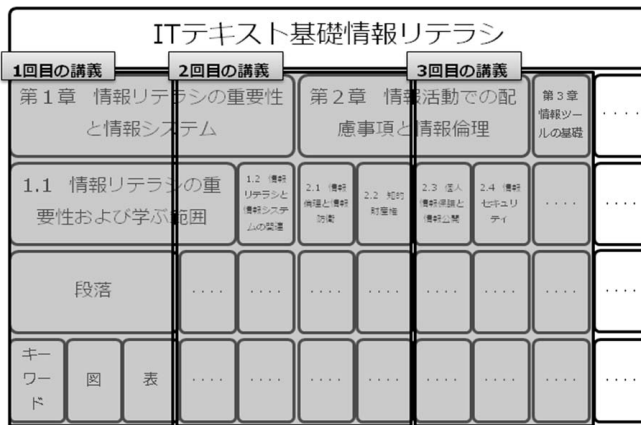 ITテキスト基礎情報リテラシ
1回目の講義
2回目の講義
3回目の講義
第1章 情報リテラシの重要性
と情報システム
第2章 情報活動での配
慮事項と情報倫理
第3章
情報ツー
ルの基礎
....
1.1 情報リテラシの重
要性および学ぶ範囲
1.2 情報
リテラシと
情報システ
ムの関連
2.1 情報
倫理と情報
防衛
2.2 知的
財産権
2.3 個人
情報保護と
情報公開
2.4 情報
セキュリ
ティ
....
段落
....
....
....
....
....
....
....
キー
ワー
ド
図
表
....
....
....
....
....
....
....
....